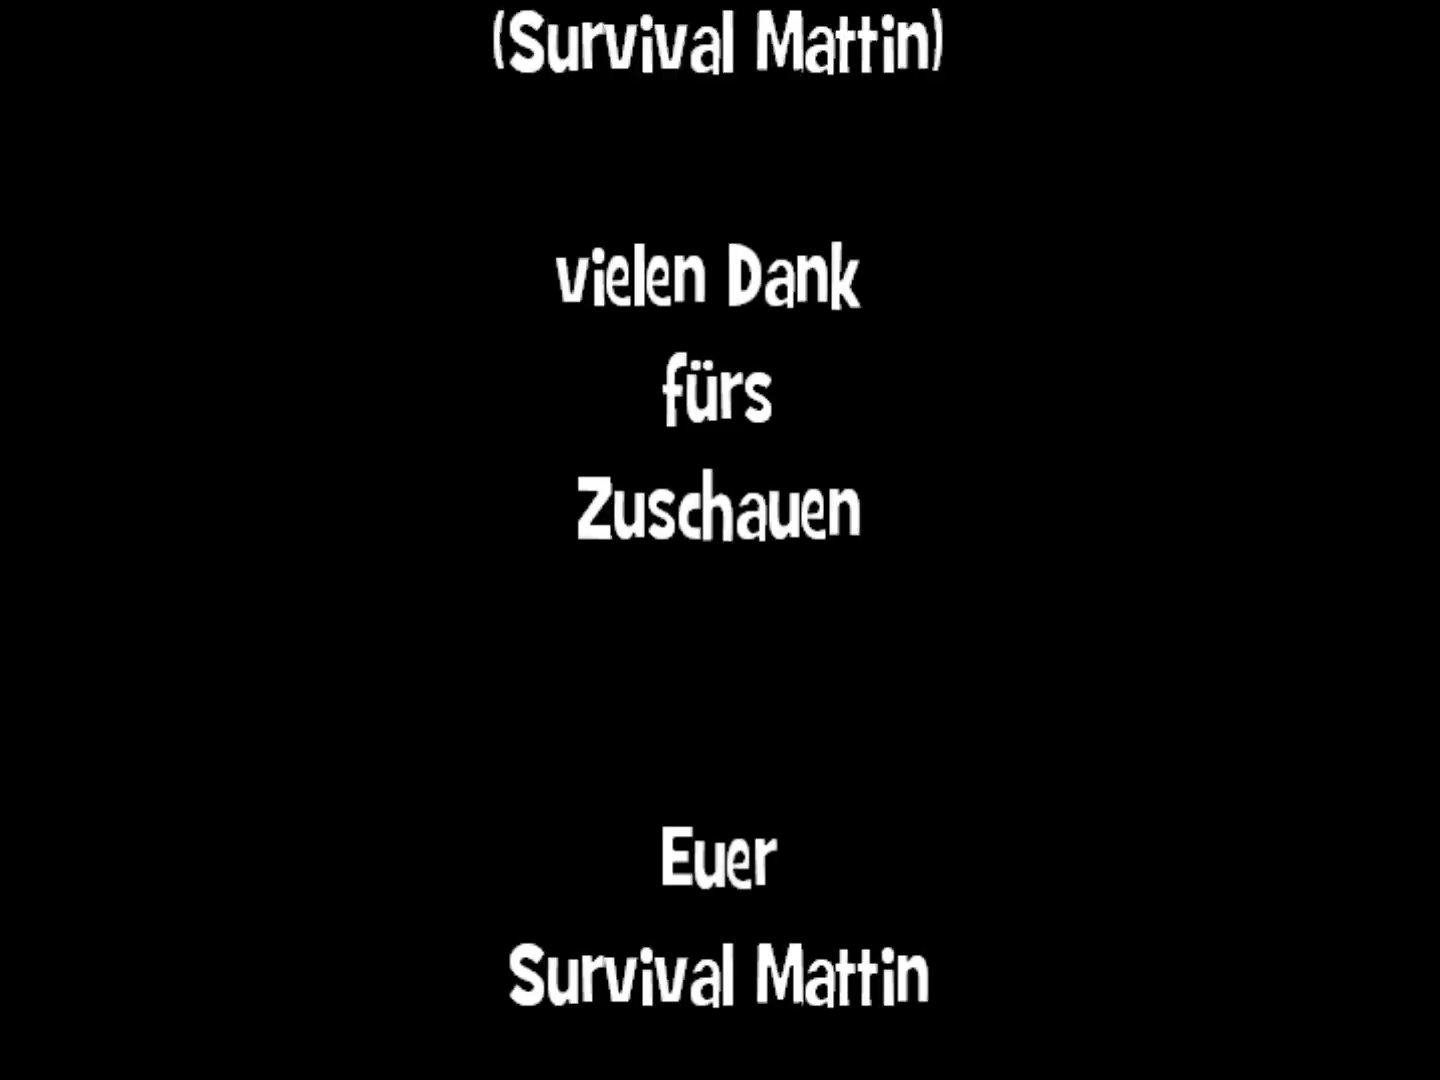 (Survival Mattin)
vielen Dank
fürs
Zuschauen
Euer
Survival Mattin